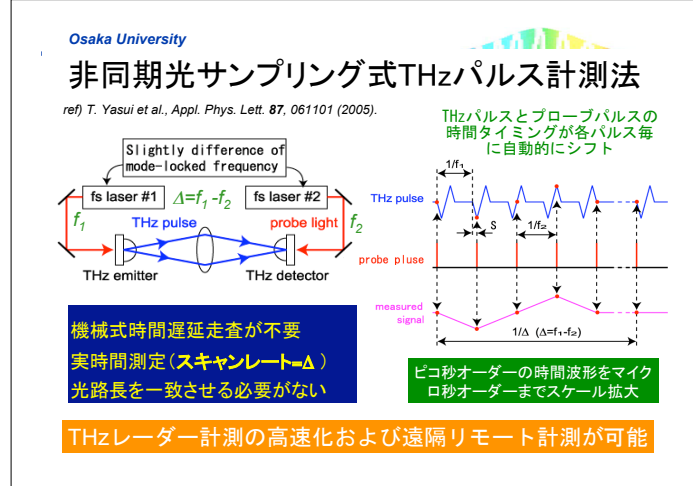 Osaka University
非同期光サンプリング式THzパルス計測法
ref) T. Yasui et al., Appl. Phys. Lett. 87, 061101 (2005).
Slightly difference of
mode-locked frequency
fs laser #1
Δ=f₁-f₂
fs laser #2
f₁
THz pulse
probe light
f₂
THz emitter
THz detector
THzパルスとプローブパルスの
時間タイミングが各パルス毎
に自動的にシフト
1/f₁
THz pulse
S
1/f₂
probe pluse
measured
signal
1/Δ (Δ=f₁-f₂)
機械式時間遅延走査が不要
実時間測定(スキャンレート=Δ)
光路長を一致させる必要がない
ピコ秒オーダーの時間波形をマイク
ロ秒オーダーまでスケール拡大
THzレーダー計測の高速化および遠隔リモート計測が可能